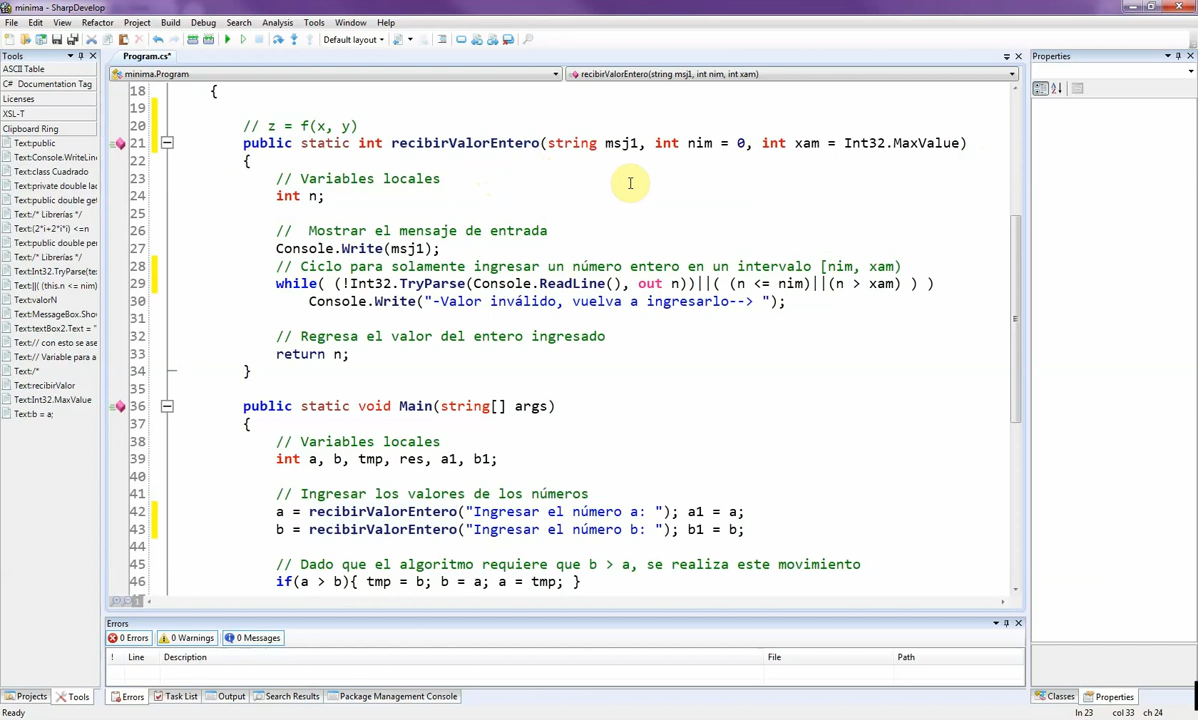 minima - SharpDevelop
File Edit View Refactor Project Build Debug Search Analysis Tools Window Help
Default layout
Tools
ASCII Table
C# Documentation Tag
Licenses
XSL-T
Clipboard Ring
Text:public
Text:Console.WriteLin
Text:class Cuadrado
Text:private double lac
Text:public double get
Text:/* Librerías */
Text:(2*i+2*i*i) <=n
Text:public double per
Text:/* Librerías */
Text:Int32.TryParse(tex
Text:|| (this.n <= nim)
Text:valorN
Text:MessageBox.Sho
Text:textBox2.Text = "
Text:// con esto se ase
Text:// Variable para a
Text:/*
Text:recibirValor
Text:Int32.MaxValue
Text:b = a;
Program.cs*
minima.Program
recibirValorEntero(string msj1, int nim, int xam)
18 {
19
20 // z = f(x, y)
21 public static int recibirValorEntero(string msj1, int nim = 0, int xam = Int32.MaxValue)
22 {
23 // Variables locales
24 int n;
25
26 //  Mostrar el mensaje de entrada
27 Console.Write(msj1);
28 // Ciclo para solamente ingresar un número entero en un intervalo [nim, xam)
29 while( (!Int32.TryParse(Console.ReadLine(), out n))||( (n <= nim)||(n > xam) ) )
30 Console.Write("-Valor inválido, vuelva a ingresarlo--> ");
31
32 // Regresa el valor del entero ingresado
33 return n;
34 }
35
36 public static void Main(string[] args)
37 {
38 // Variables locales
39 int a, b, tmp, res, a1, b1;
40
41 // Ingresar los valores de los números
42 a = recibirValorEntero("Ingresar el número a: "); a1 = a;
43 b = recibirValorEntero("Ingresar el número b: "); b1 = b;
44
45 // Dado que el algoritmo requiere que b > a, se realiza este movimiento
46 if(a > b){ tmp = b; b = a; a = tmp; }
Errors
0 Errors 0 Warnings 0 Messages
! Line Description File Path
Projects Tools Errors Task List Output Search Results Package Management Console
Properties
Classes Properties
Ready
ln 23 col 33 ch 24